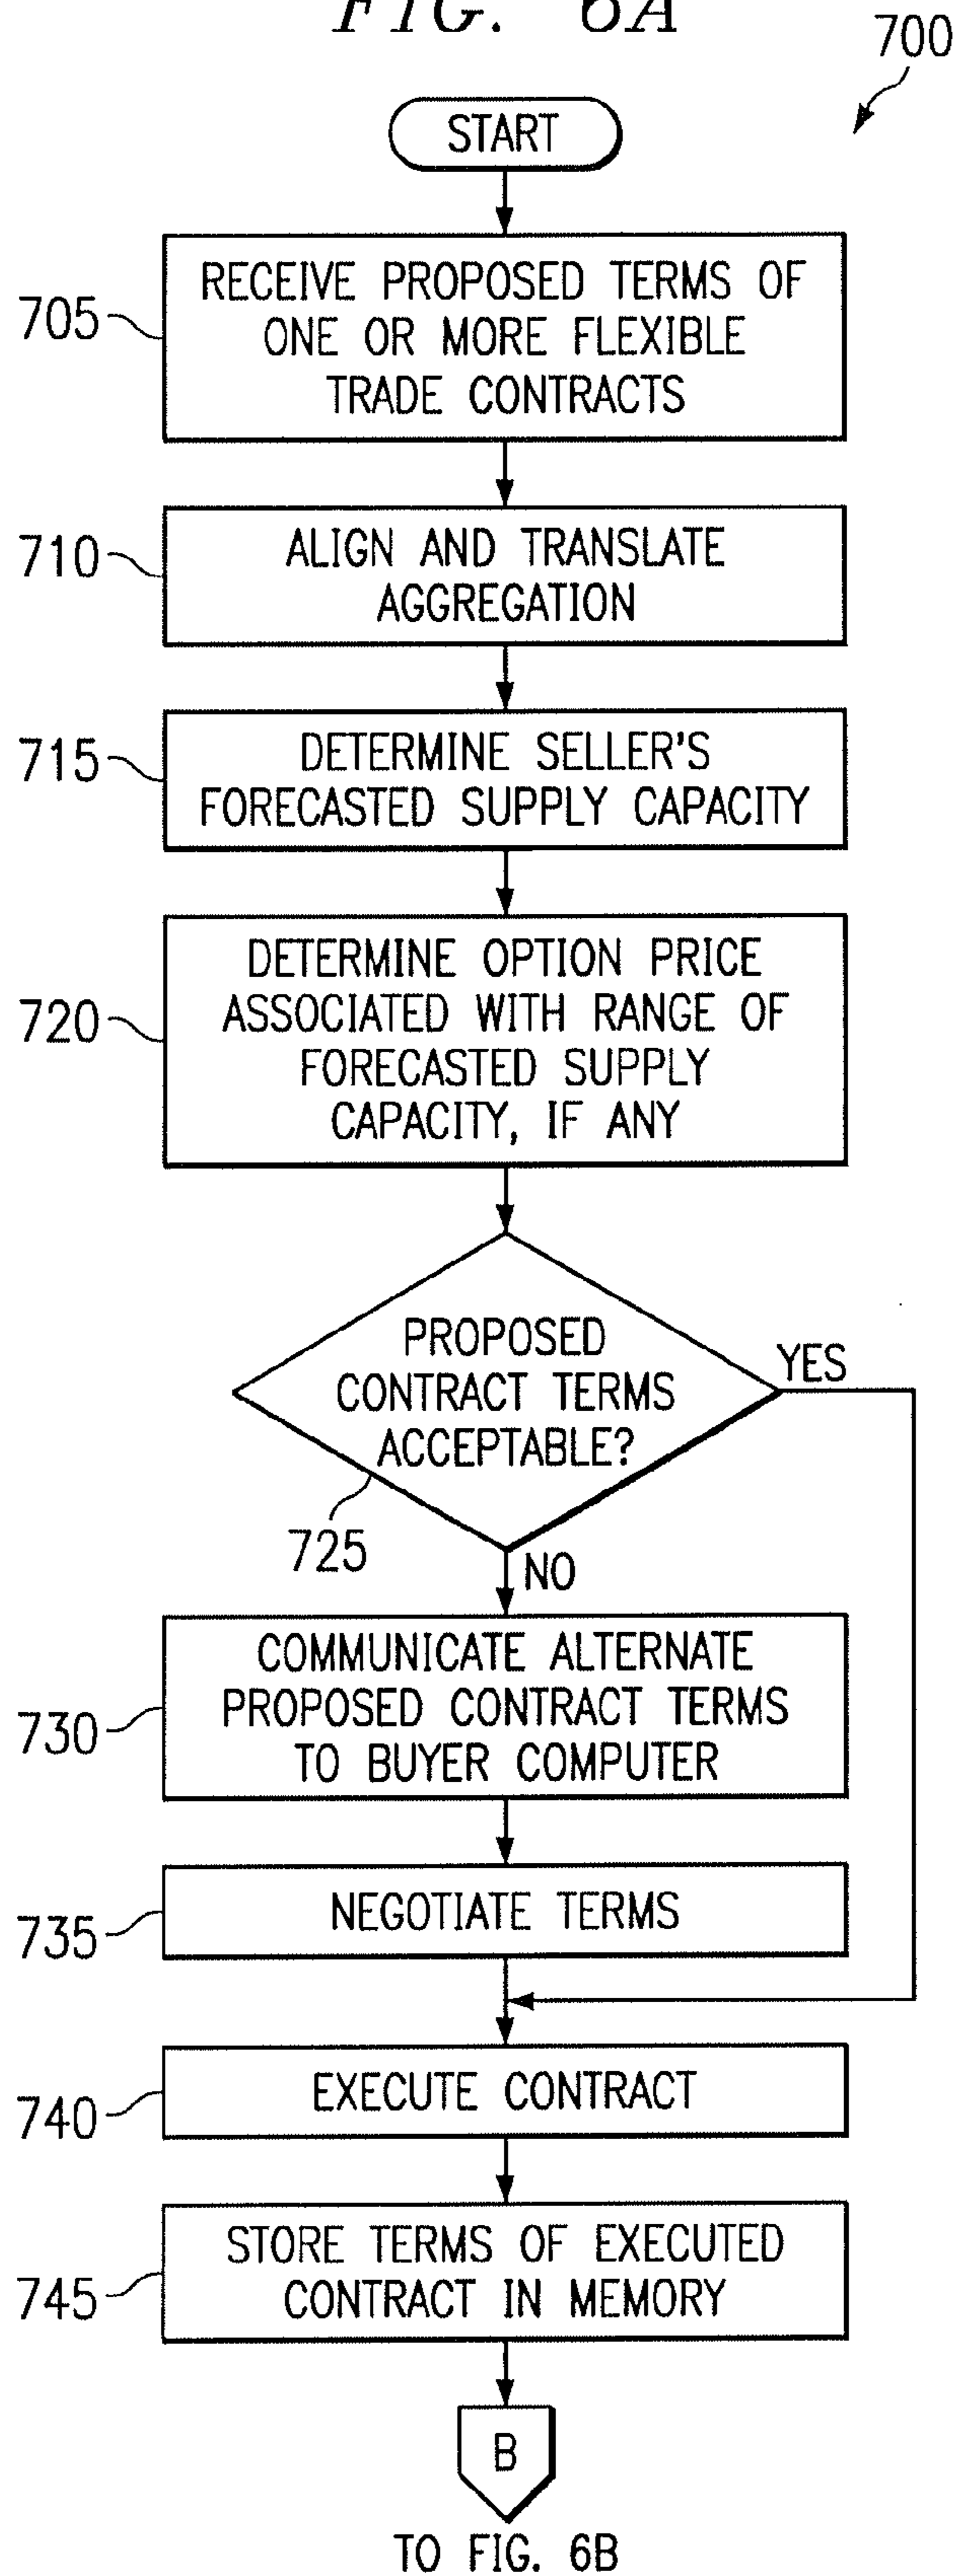 FIG. 6A
700
START
705
RECEIVE PROPOSED TERMS OF
ONE OR MORE FLEXIBLE
TRADE CONTRACTS
710
ALIGN AND TRANSLATE
AGGREGATION
715
DETERMINE SELLER'S
FORECASTED SUPPLY CAPACITY
720
DETERMINE OPTION PRICE
ASSOCIATED WITH RANGE OF
FORECASTED SUPPLY
CAPACITY, IF ANY
PROPOSED
CONTRACT TERMS
ACCEPTABLE?
YES
725
NO
730
COMMUNICATE ALTERNATE
PROPOSED CONTRACT TERMS
TO BUYER COMPUTER
735
NEGOTIATE TERMS
740
EXECUTE CONTRACT
745
STORE TERMS OF EXECUTED
CONTRACT IN MEMORY
B
TO FIG. 6B